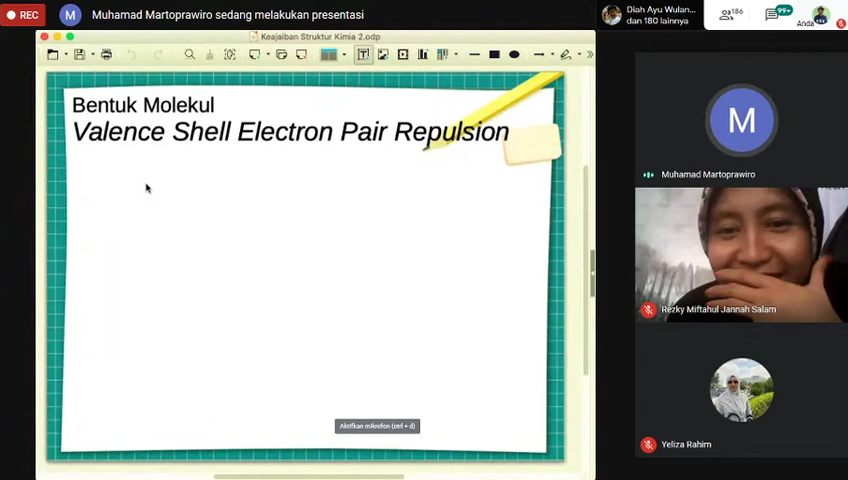 REC
M
Muhamad Martoprawiro sedang melakukan presentasi
Diah Ayu Wulan...
dan 180 lainnya
186
99+
Anda
Keajaiban Struktur Kimia 2.odp
Bentuk Molekul
Valence Shell Electron Pair Repulsion
Aktifkan mikrofon (ctrl + d)
M
Muhamad Martoprawiro
Rezky Miftahul Jannah Salam
Yeliza Rahim